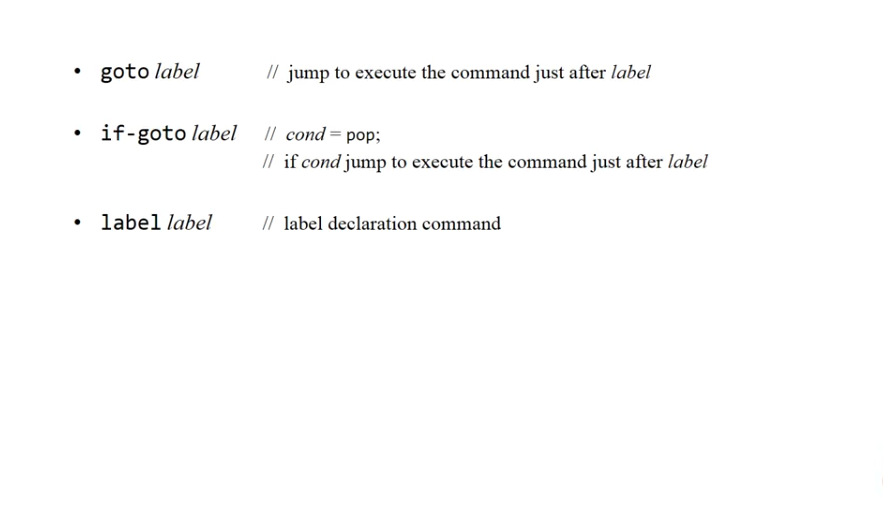 • goto label // jump to execute the command just after label
• if-goto label // cond = pop;
// if cond jump to execute the command just after label
• label label // label declaration command